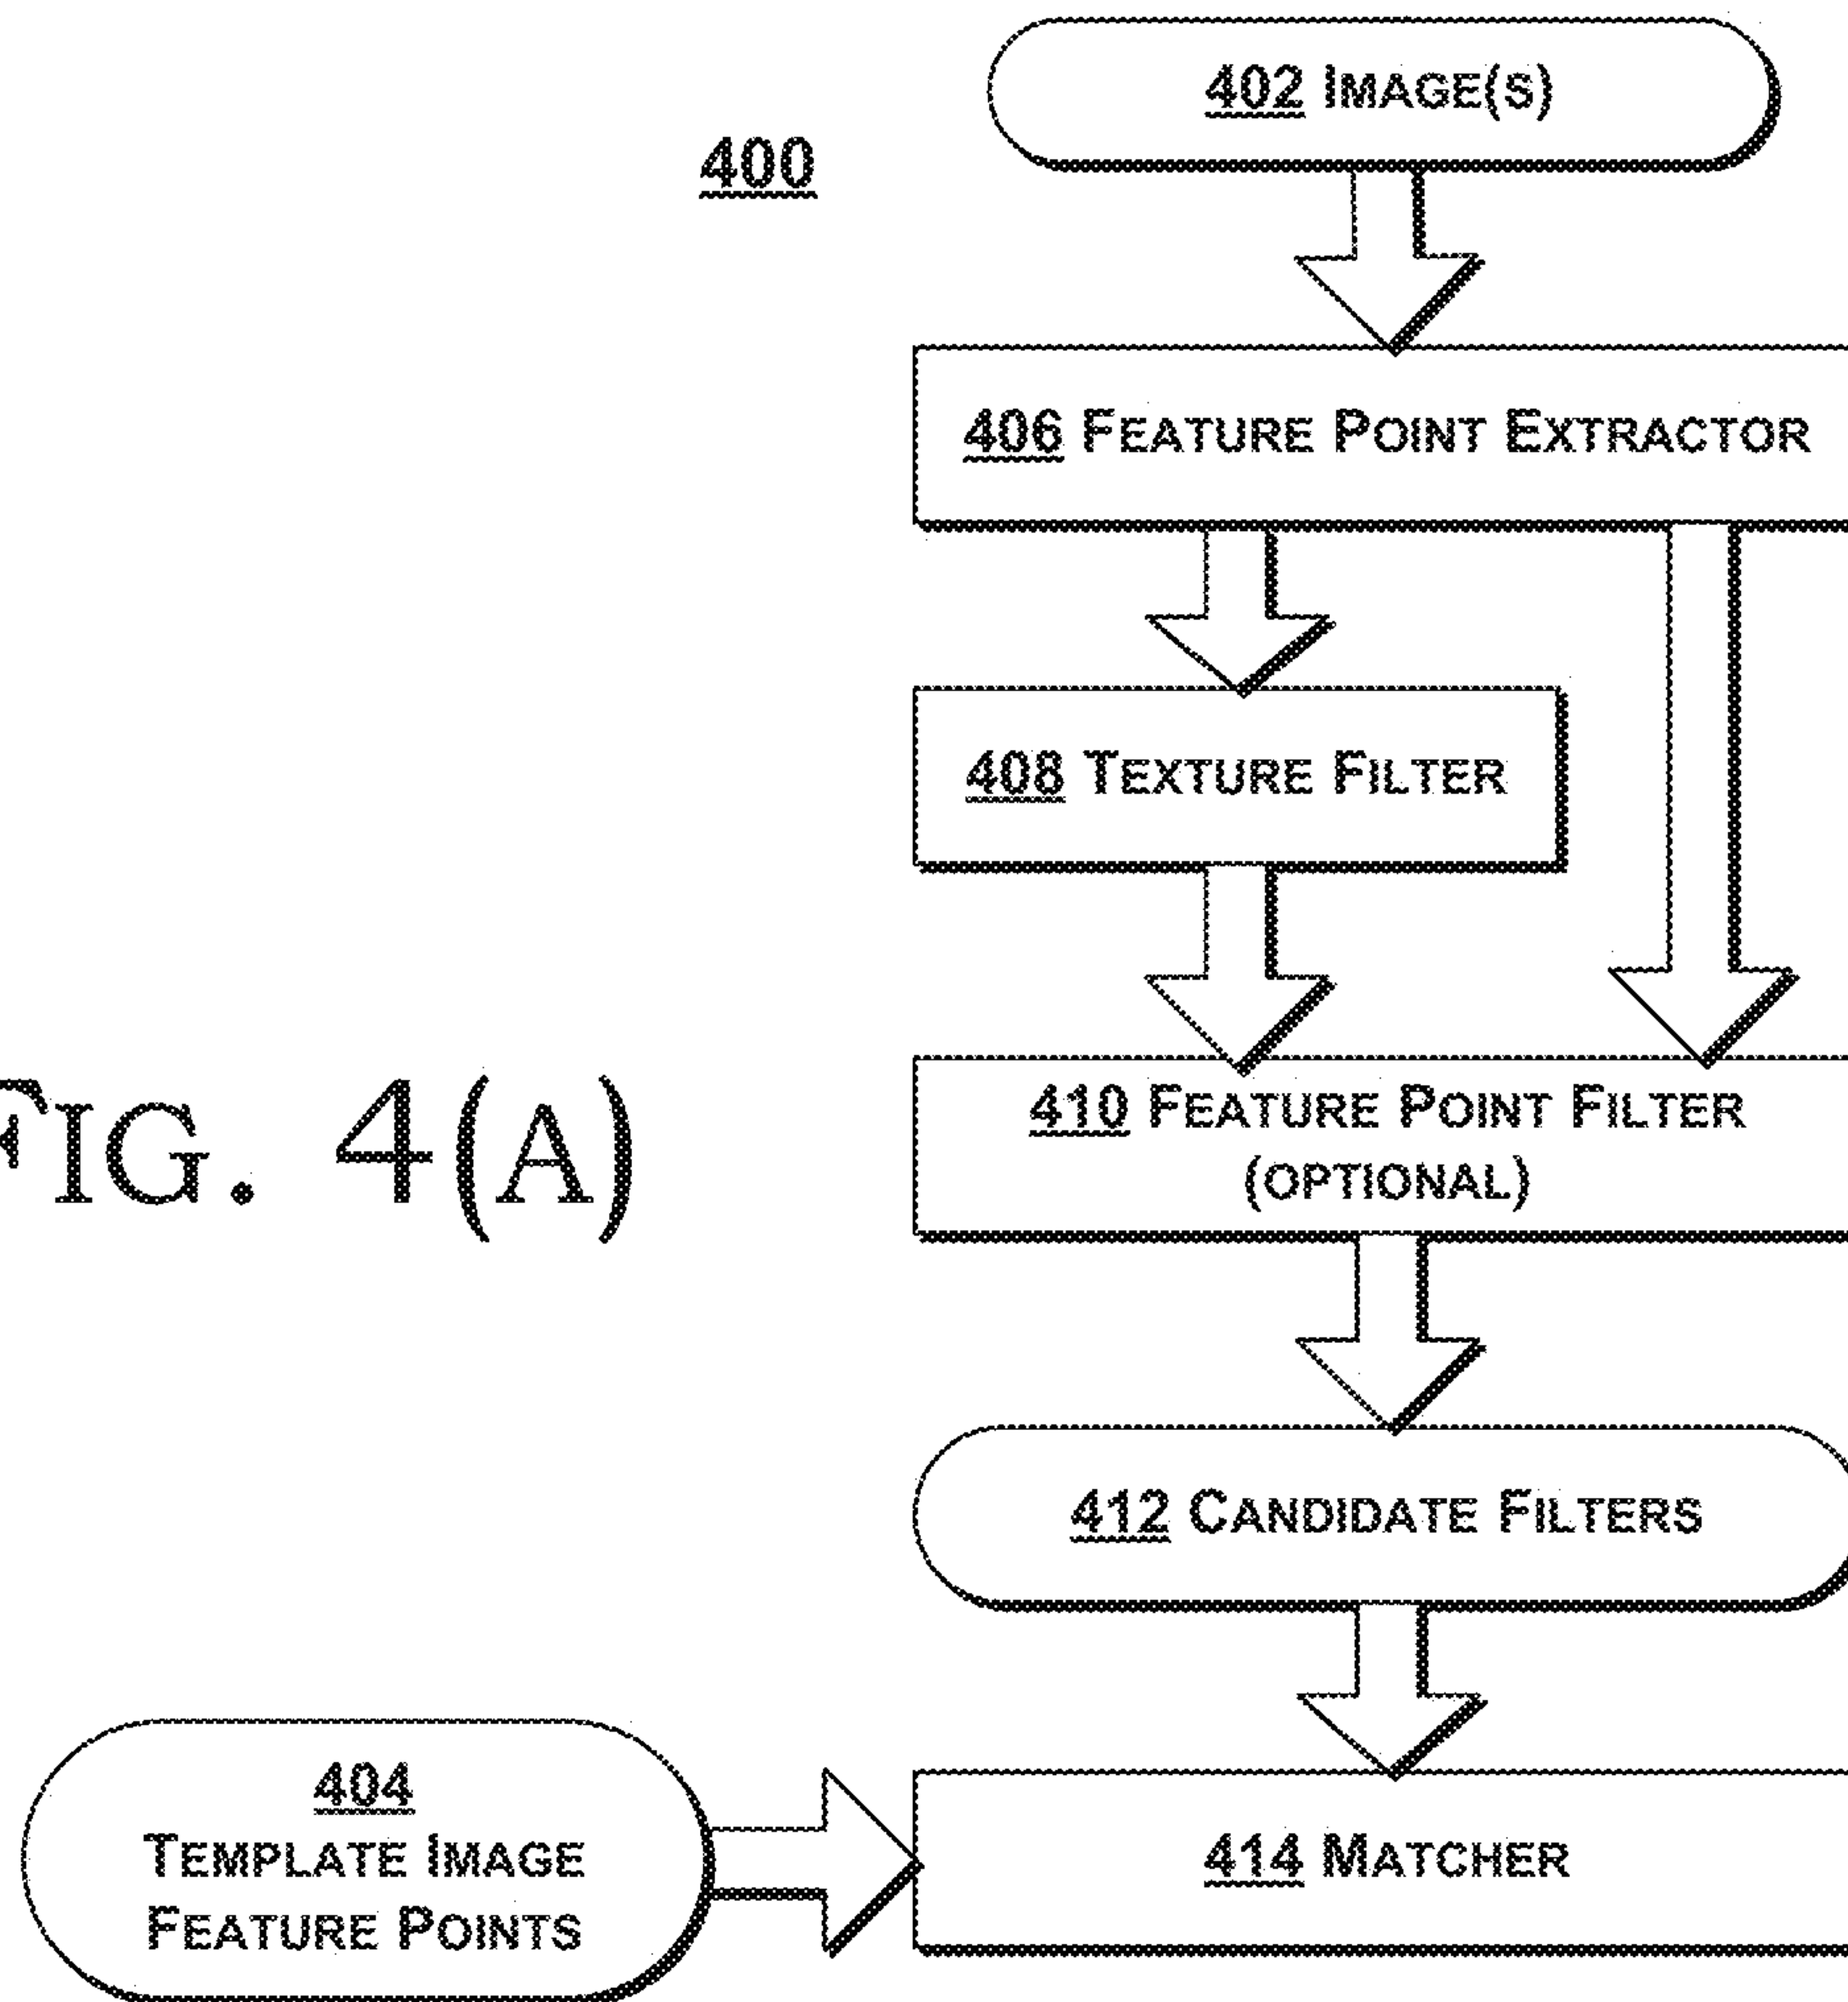 402 IMAGE(S)
400
406 FEATURE POINT EXTRACTOR
408 TEXTURE FILTER
410 FEATURE POINT FILTER
(OPTIONAL)
FIG. 4(A)
412 CANDIDATE FILTERS
404
TEMPLATE IMAGE
FEATURE POINTS
414 MATCHER